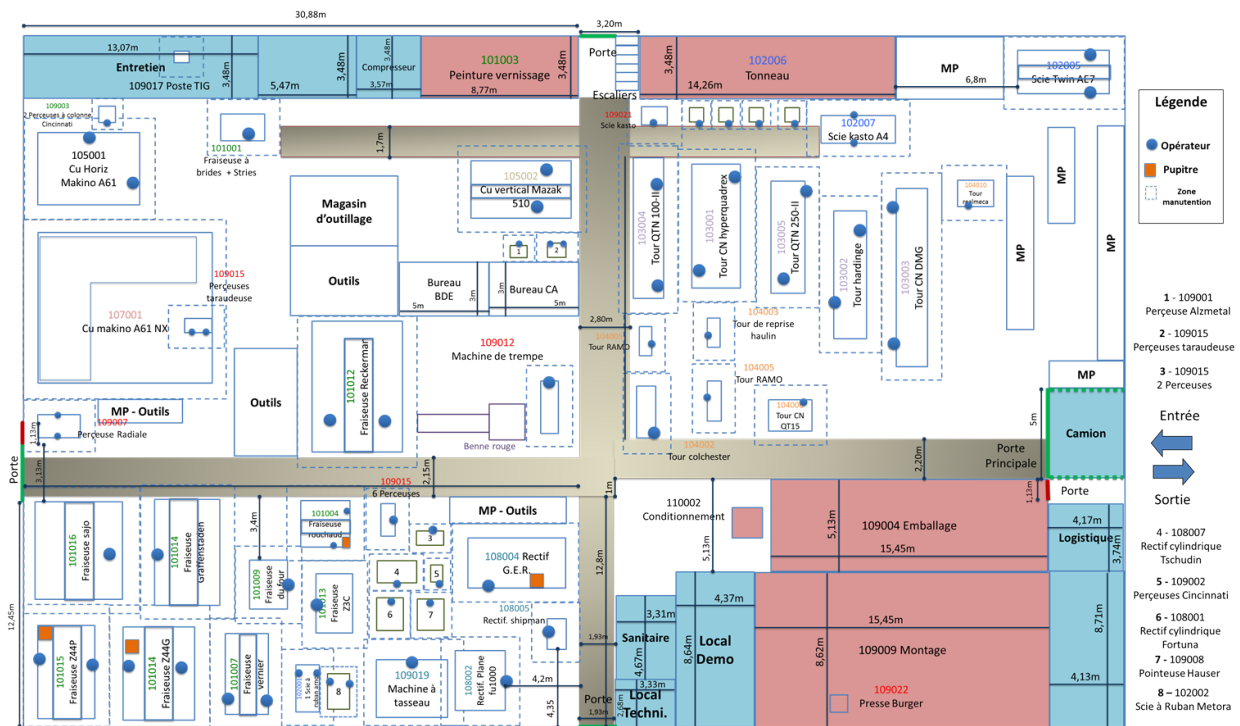 30,88m
3,20m
13,07m
Entretien
109017 Poste TIG
3,48m
5,47m
3,48m
3,48m
Compresseur
3,57m
101003
Peinture vernissage
8,77m
3,48m
Porte
Escaliers
3,48m
102006
Tonneau
14,26m
MP
6,8m
102005
Scie Twin AE7
Légende
Opérateur
Pupitre
Zone
manutention
109003
2 Perceuses à colonne
Cincinnati
105001
Cu Horiz
Makino A61
101001
Fraiseuse à
brides + Stries
1,7m
109021
Scie kasto
102007
Scie kasto A4
105002
Cu vertical Mazak
510
Magasin
d'outillage
Outils
1
2
Bureau
BDE
5m
3m
3m
Bureau CA
5m
103004
Tour QTN 100-II
103001
Tour CN hyperquadrex
103005
Tour QTN 250-II
103002
Tour hardinge
103003
Tour CN DMG
104010
Tour
realmeca
MP
MP
MP
109015
Perçeuses
taraudeuse
107001
Cu makino A61 NX
2,80m
104003
Tour de reprise
haulin
Tour RAMO
104005
Tour RAMO
Tour CN
QT15
104002
Tour colchester
109012
Machine de trempe
101012
Fraiseuse Reckerman
Outils
Benne rouge
MP - Outils
109007
Perçeuse Radiale
1,13m
3,13m
Porte
2,15m
109015
6 Perceuses
1m
2,20m
Porte
Principale
MP
5m
Camion
1,13m
Porte
1 - 109001
Perçeuse Alzmetal
2 - 109015
Perçeuses taraudeuse
3 - 109015
2 Perceuses
Entrée
Sortie
12,45m
101016
Fraiseuse sajo
101014
Fraiseuse
Graffenstaden
3,4m
101004
Fraiseuse
rouchaud
101009
Fraiseuse
du four
101013
Fraiseuse
Z3C
3
4
5
6
7
MP - Outils
108004 Rectif
G.E.R.
108005
Rectif. shipman
12,8m
110002
Conditionnement
5,13m
5,13m
109004 Emballage
15,45m
4,17m
Logistique
3,74m
101015
Fraiseuse Z44P
101014
Fraiseuse Z44G
101007
Fraiseuse
vernier
1 Scie à
ruban
8
109019
Machine à
tasseau
108002
Rectif. Plane
fu1000
4,2m
4,35
1,93m
Porte
1,93m
3,31m
Sanitaire
4,67m
3,33m
Local
Techni.
2,68m
4,37m
Local
Demo
8,64m
15,45m
8,62m
109009 Montage
109022
Presse Burger
8,71m
4,13m
4 - 108007
Rectif cylindrique
Tschudin
5 - 109002
Perçeuses Cincinnati
6 - 108001
Rectif cylindrique
Fortuna
7 - 109008
Pointeuse Hauser
8 – 102002
Scie à Ruban Metora